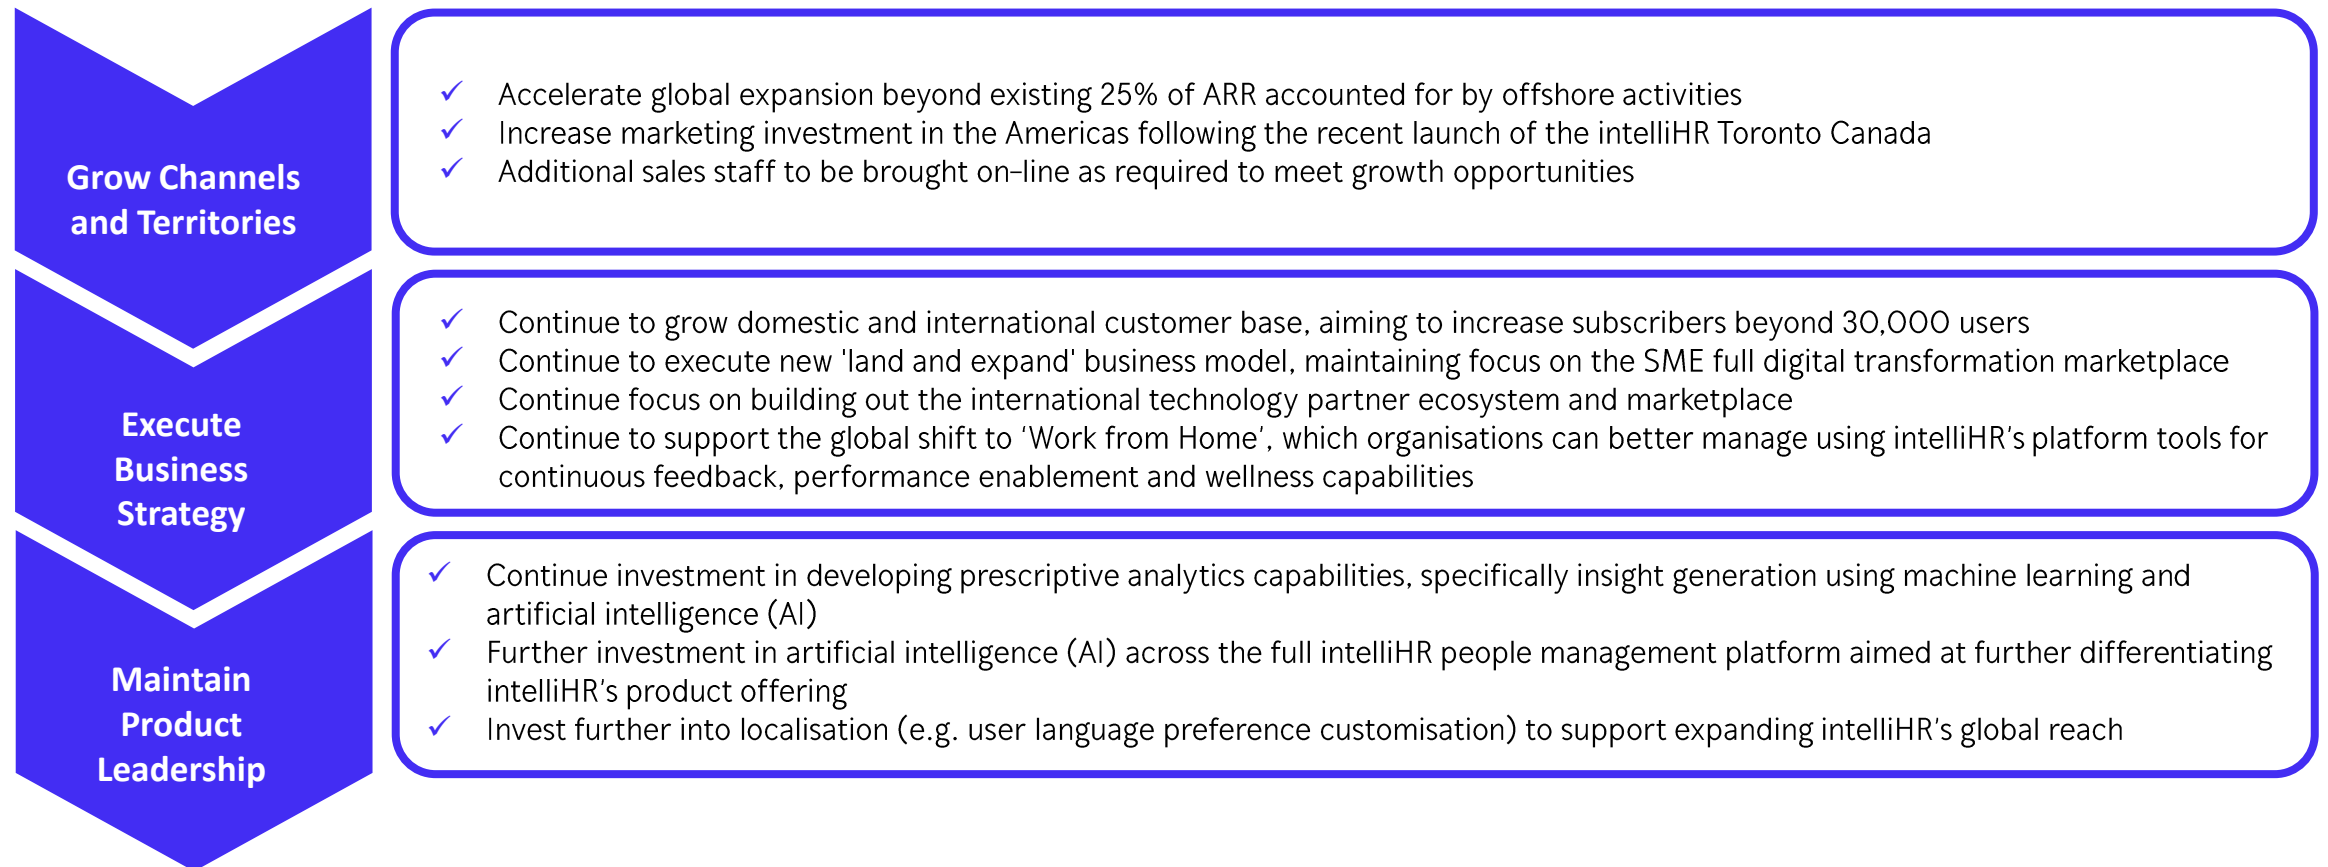 Grow Channels
and Territories
✓ Accelerate global expansion beyond existing 25% of ARR accounted for by offshore activities
✓ Increase marketing investment in the Americas following the recent launch of the intelliHR Toronto Canada
✓ Additional sales staff to be brought on-line as required to meet growth opportunities
Execute
Business
Strategy
✓ Continue to grow domestic and international customer base, aiming to increase subscribers beyond 30,000 users
✓ Continue to execute new 'land and expand' business model, maintaining focus on the SME full digital transformation marketplace
✓ Continue focus on building out the international technology partner ecosystem and marketplace
✓ Continue to support the global shift to ‘Work from Home’, which organisations can better manage using intelliHR’s platform tools for
continuous feedback, performance enablement and wellness capabilities
Maintain
Product
Leadership
✓ Continue investment in developing prescriptive analytics capabilities, specifically insight generation using machine learning and
artificial intelligence (AI)
✓ Further investment in artificial intelligence (AI) across the full intelliHR people management platform aimed at further differentiating
intelliHR’s product offering
✓ Invest further into localisation (e.g. user language preference customisation) to support expanding intelliHR’s global reach